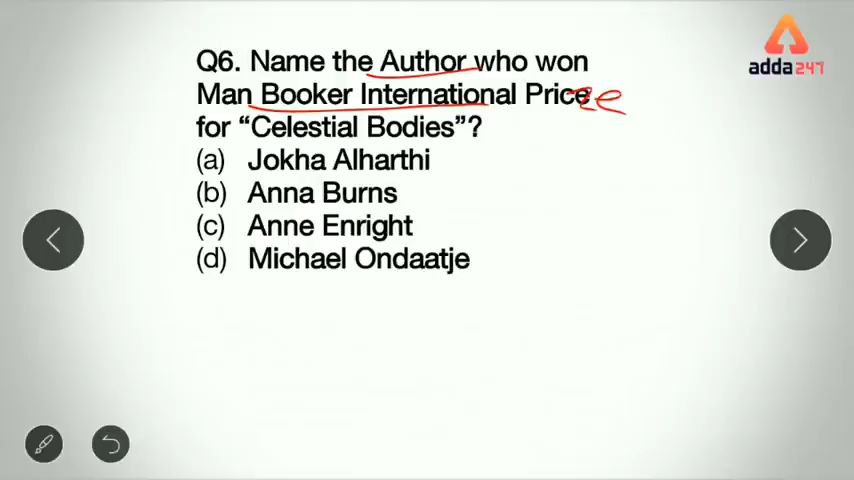 Q6. Name the Author who won
Man Booker International Price ze
for “Celestial Bodies”?
(a) Jokha Alharthi
(b) Anna Burns
(c) Anne Enright
(d) Michael Ondaatje
adda247